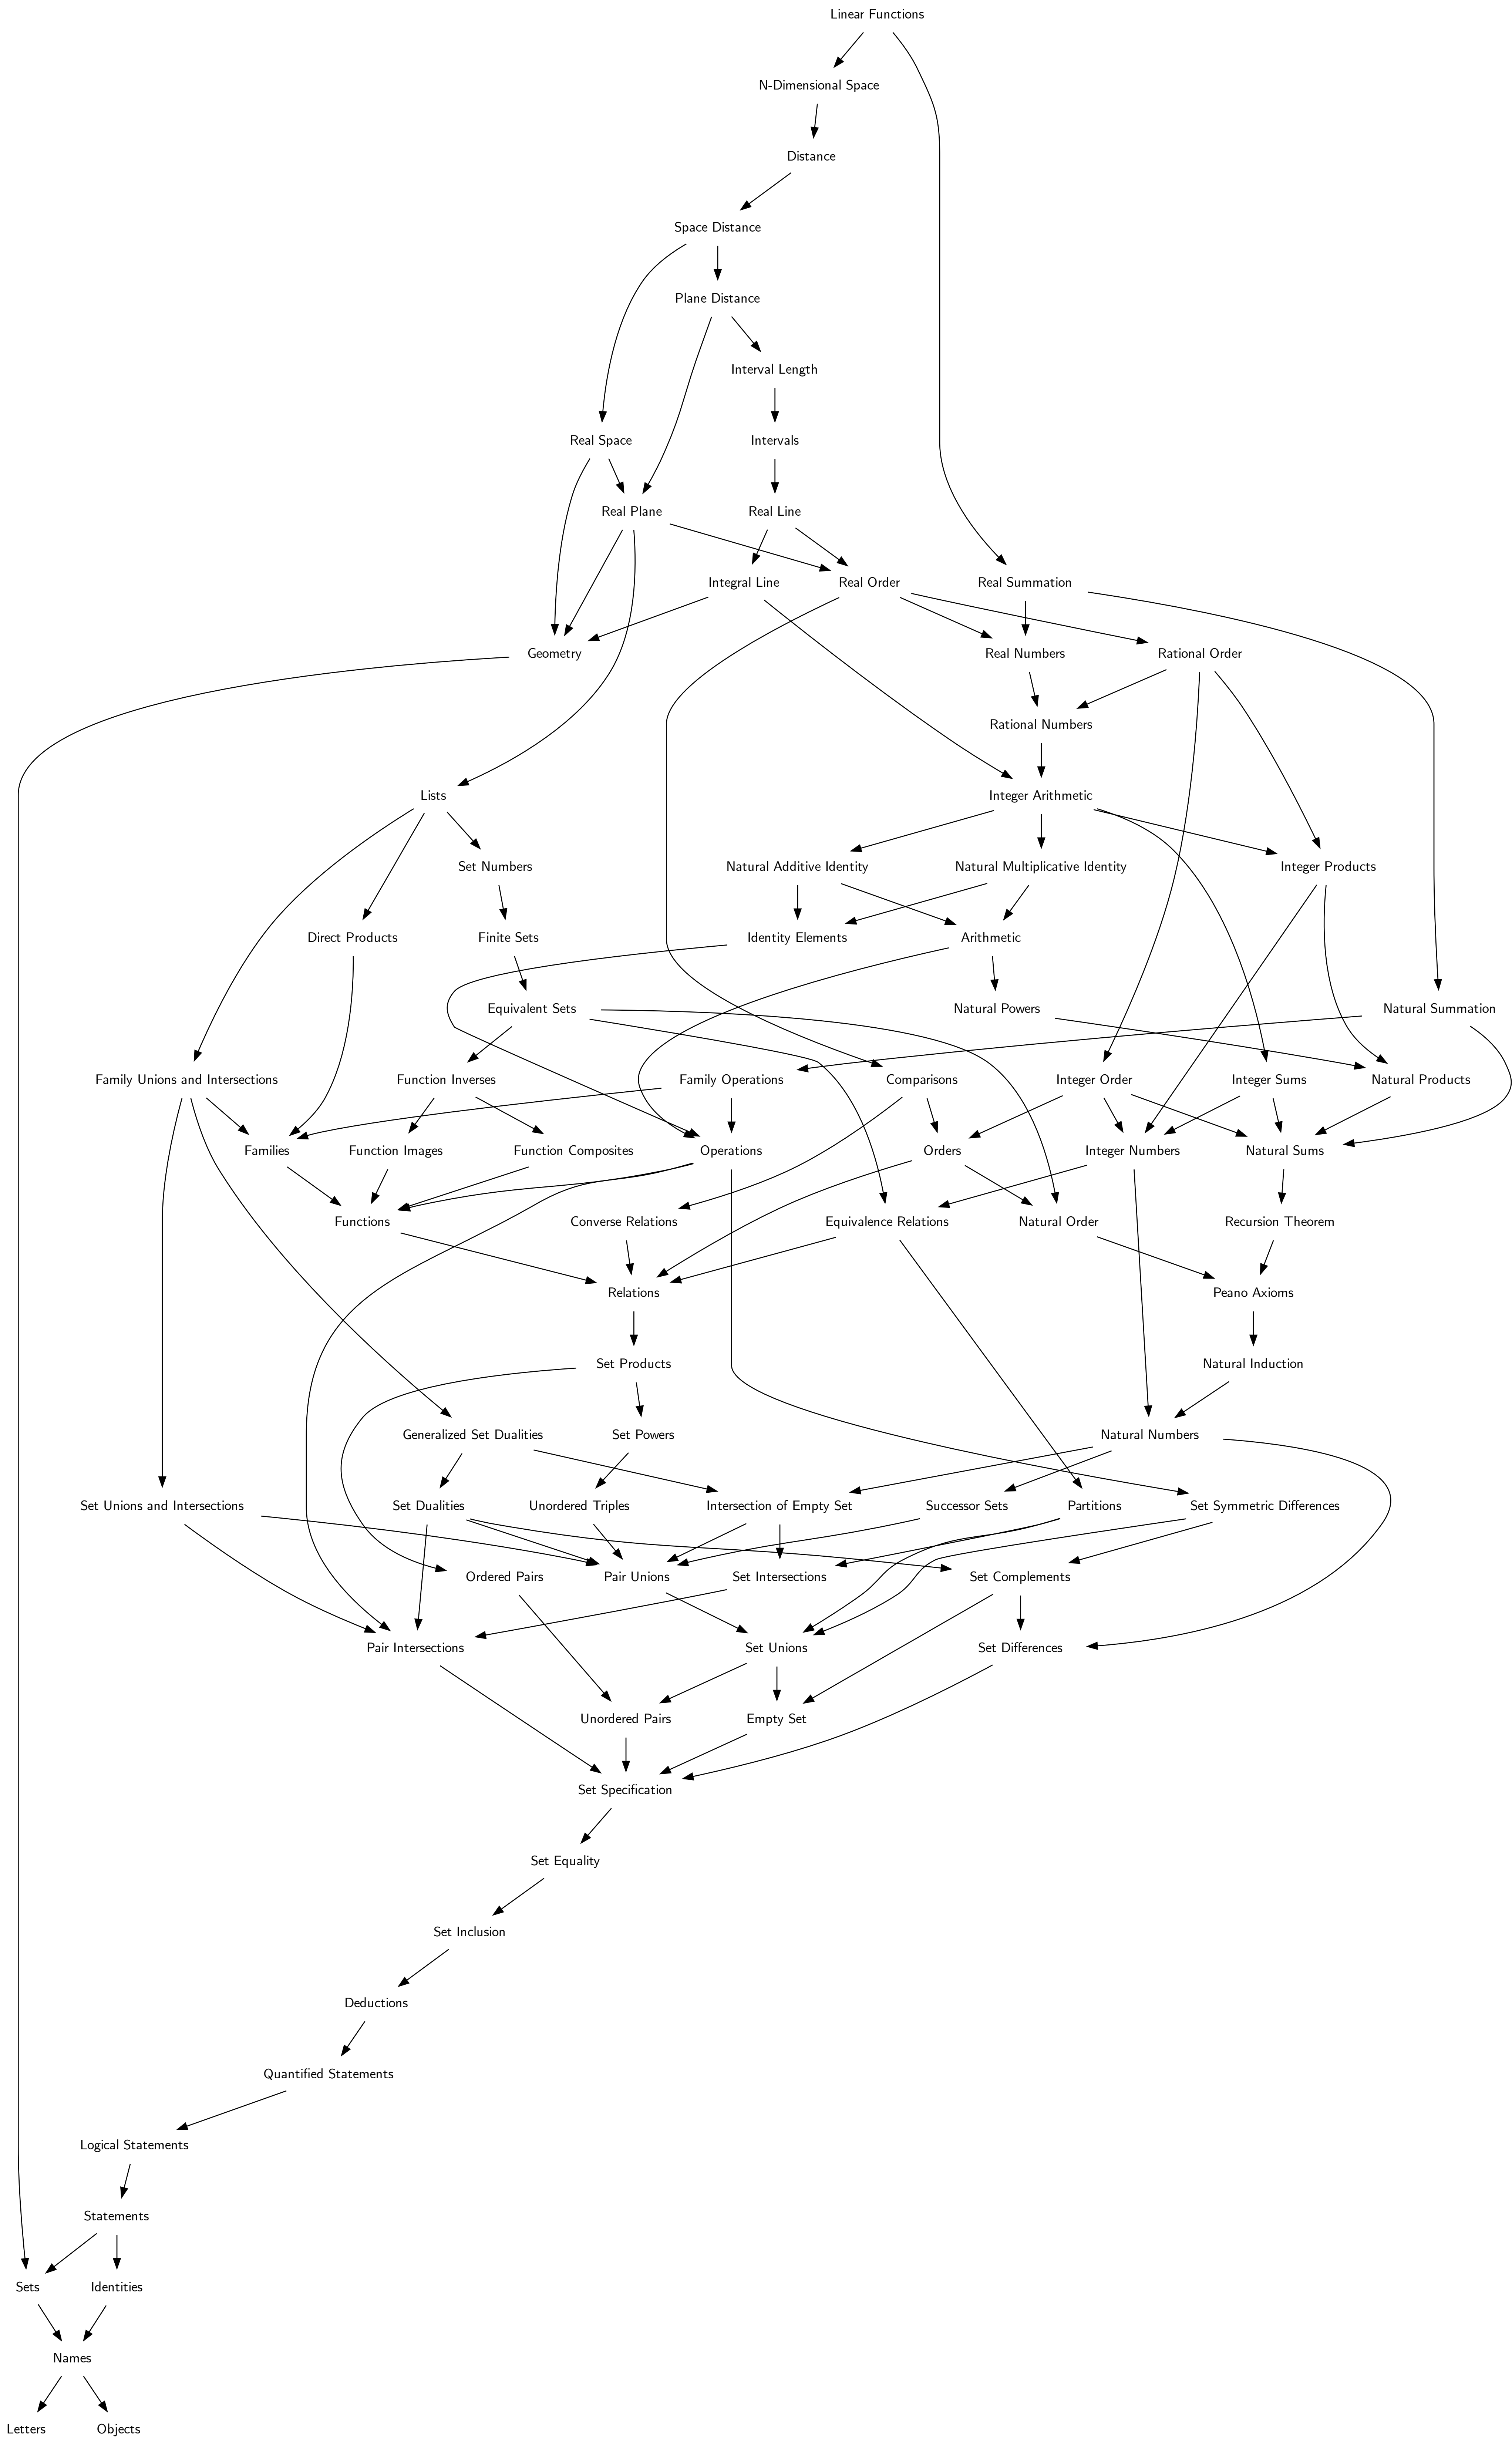 Linear Functions
N-Dimensional Space
Distance
Space Distance
Plane Distance
Interval Length
Real Space
Intervals
Real Plane
Real Line
Integral Line
Real Order
Real Summation
Geometry
Real Numbers
Rational Order
Rational Numbers
Lists
Integer Arithmetic
Set Numbers
Natural Additive Identity
Natural Multiplicative Identity
Integer Products
Direct Products
Finite Sets
Identity Elements
Arithmetic
Equivalent Sets
Natural Powers
Natural Summation
Family Unions and Intersections
Function Inverses
Family Operations
Comparisons
Integer Order
Integer Sums
Natural Products
Families
Function Images
Function Composites
Operations
Orders
Integer Numbers
Natural Sums
Functions
Converse Relations
Equivalence Relations
Natural Order
Recursion Theorem
Relations
Peano Axioms
Set Products
Natural Induction
Generalized Set Dualities
Set Powers
Natural Numbers
Set Unions and Intersections
Set Dualities
Unordered Triples
Intersection of Empty Set
Successor Sets
Partitions
Set Symmetric Differences
Ordered Pairs
Pair Unions
Set Intersections
Set Complements
Pair Intersections
Set Unions
Set Differences
Unordered Pairs
Empty Set
Set Specification
Set Equality
Set Inclusion
Deductions
Quantified Statements
Logical Statements
Statements
Sets
Identities
Names
Letters
Objects